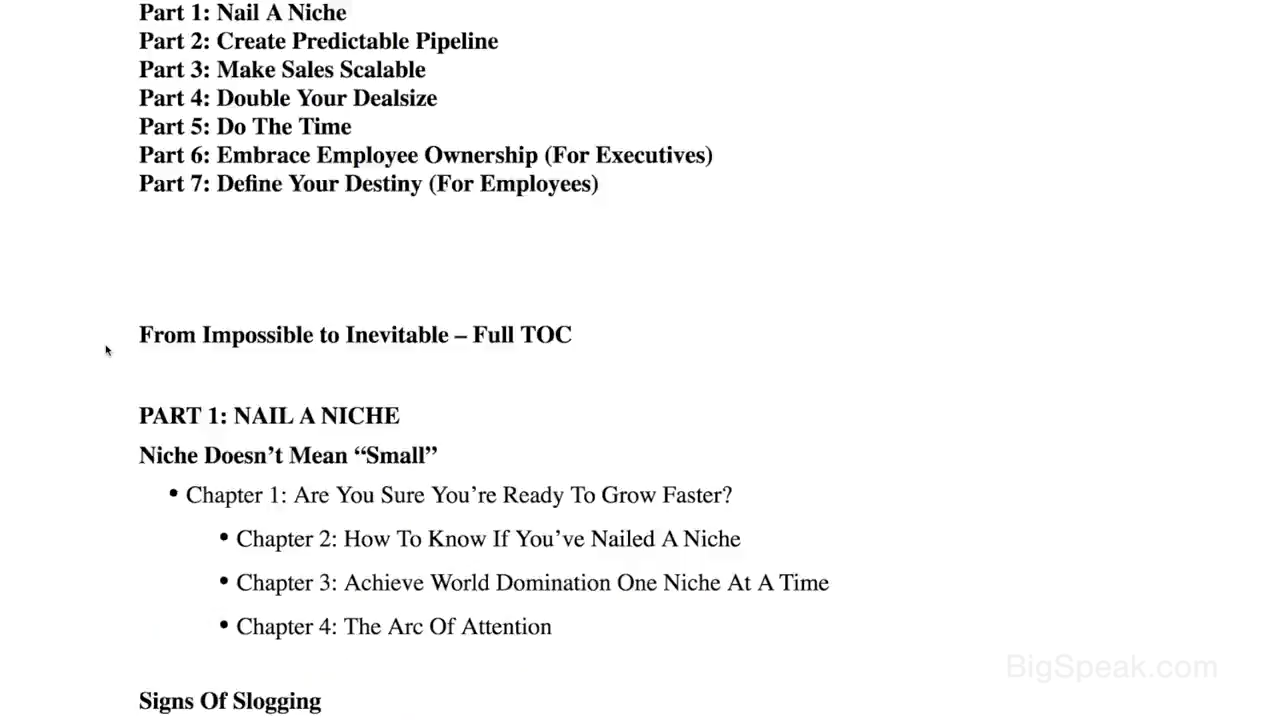 Part 1: Nail A Niche
Part 2: Create Predictable Pipeline
Part 3: Make Sales Scalable
Part 4: Double Your Dealsize
Part 5: Do The Time
Part 6: Embrace Employee Ownership (For Executives)
Part 7: Define Your Destiny (For Employees)
From Impossible to Inevitable – Full TOC
PART 1: NAIL A NICHE
Niche Doesn’t Mean “Small”
• Chapter 1: Are You Sure You’re Ready To Grow Faster?
• Chapter 2: How To Know If You’ve Nailed A Niche
• Chapter 3: Achieve World Domination One Niche At A Time
• Chapter 4: The Arc Of Attention
BigSpeak.com
Signs Of Slogging